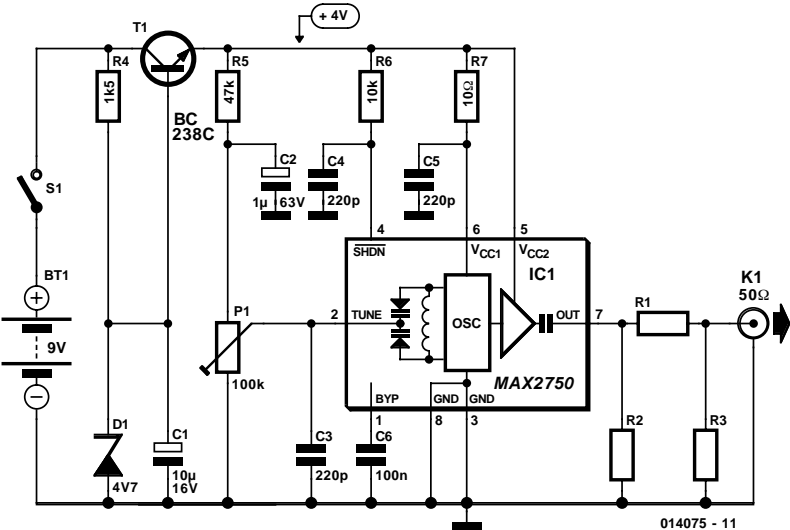 + 4V
T1
R4
1k5
BC
238C
R5
47k
R6
10k
R7
10Ω
C2
1µ 63V
C4
220p
C5
220p
S1
BT1
9V
4
6
5
SHDN
VCC1
VCC2
IC1
P1
100k
2
TUNE
OSC
OUT
7
R1
K1
50Ω
MAX2750
BYP
GND
GND
1
8
3
D1
4V7
C1
10µ
16V
C3
220p
C6
100n
R2
R3
014075 - 11